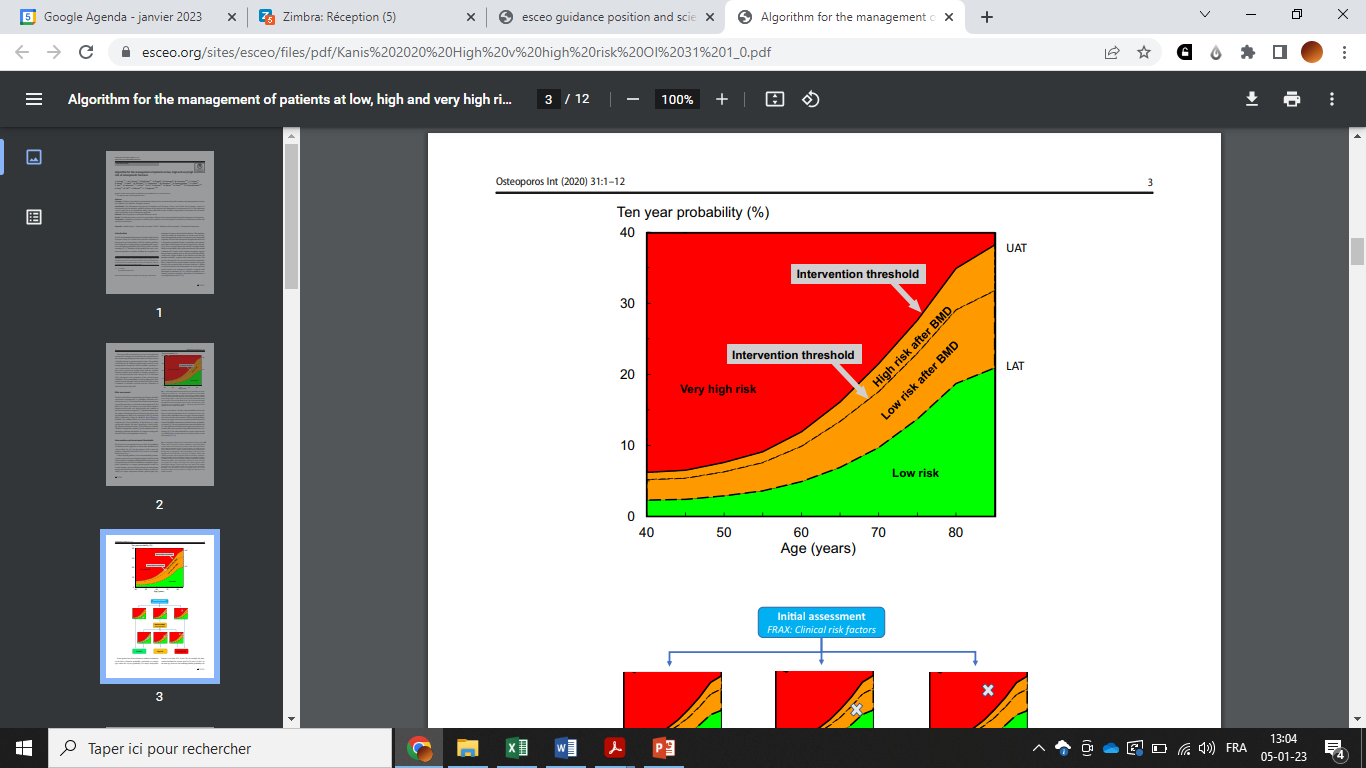 Google Agenda - janvier 2023
Zimbra: Réception (5)
esceo guidance position and scie
Algorithm for the management o
esceo.org/sites/esceo/files/pdf/Kanis%202020%20High%20v%20high%20risk%20OI%2031%201_0.pdf
Algorithm for the management of patients at low, high and very high ri...
3 / 12
100%
1
2
3
Osteoporos Int (2020) 31:1–12
3
Ten year probability (%)
40
30
20
10
0
UAT
LAT
Intervention threshold
Intervention threshold
High risk after BMD
Low risk after BMD
Very high risk
Low risk
40 50 60 70 80
Age (years)
Initial assessment
FRAX: Clinical risk factors
Taper ici pour rechercher
FRA
13:04
05-01-23
4